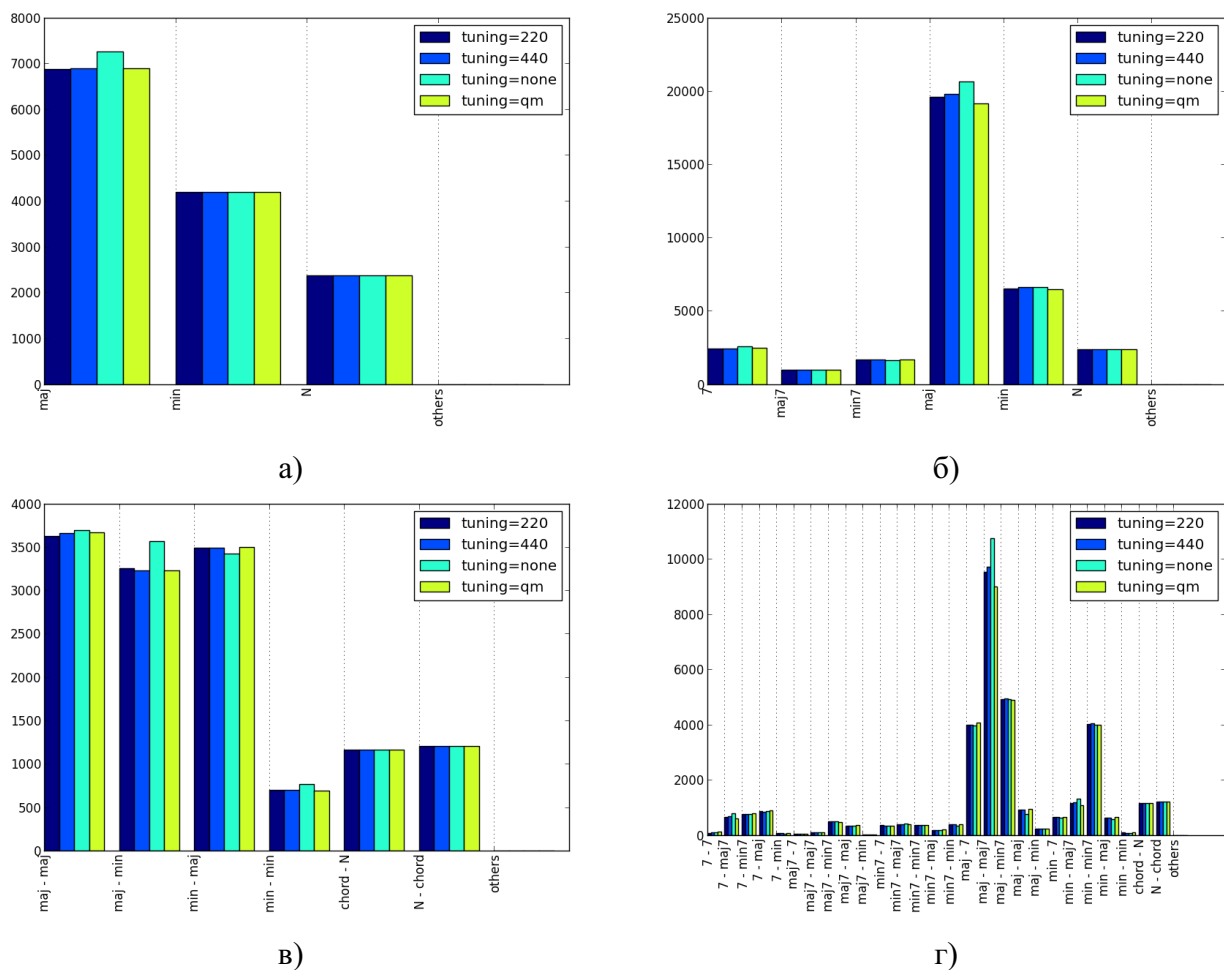 8000
7000
6000
5000
4000
3000
2000
1000
0
tuning=220
tuning=440
tuning=none
tuning=qm
maj
min
N
others
а)
25000
20000
15000
10000
5000
0
tuning=220
tuning=440
tuning=none
tuning=qm
7
maj7
min7
maj
min
N
others
б)
4000
3500
3000
2500
2000
1500
1000
500
0
tuning=220
tuning=440
tuning=none
tuning=qm
maj - maj
maj - min
min - maj
min - min
chord - N
N - chord
others
в)
12000
10000
8000
6000
4000
2000
0
tuning=220
tuning=440
tuning=none
tuning=qm
7 - 7
7 - maj7
7 - min7
7 - maj
7 - min
maj7 - 7
maj7 - maj7
maj7 - min7
maj7 - maj
maj7 - min
min7 - 7
min7 - maj7
min7 - min7
min7 - maj
min7 - min
maj - 7
maj - maj7
maj - min7
maj - maj
maj - min
min - 7
min - maj7
min - min7
min - maj
min - min
chord - N
N - chord
others
г)